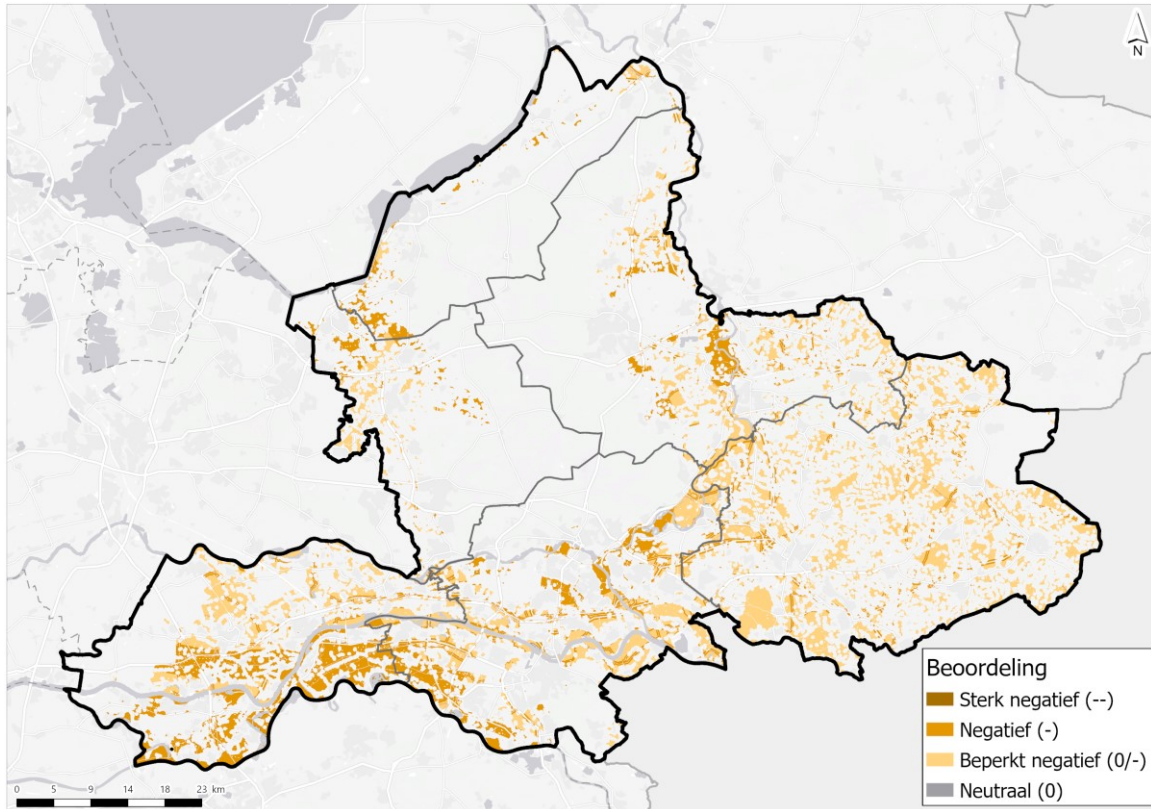 N
Beoordeling
Sterk negatief (--)
Negatief (-)
Beperkt negatief (0/-)
Neutraal (0)
0 5 9 14 18 23 km